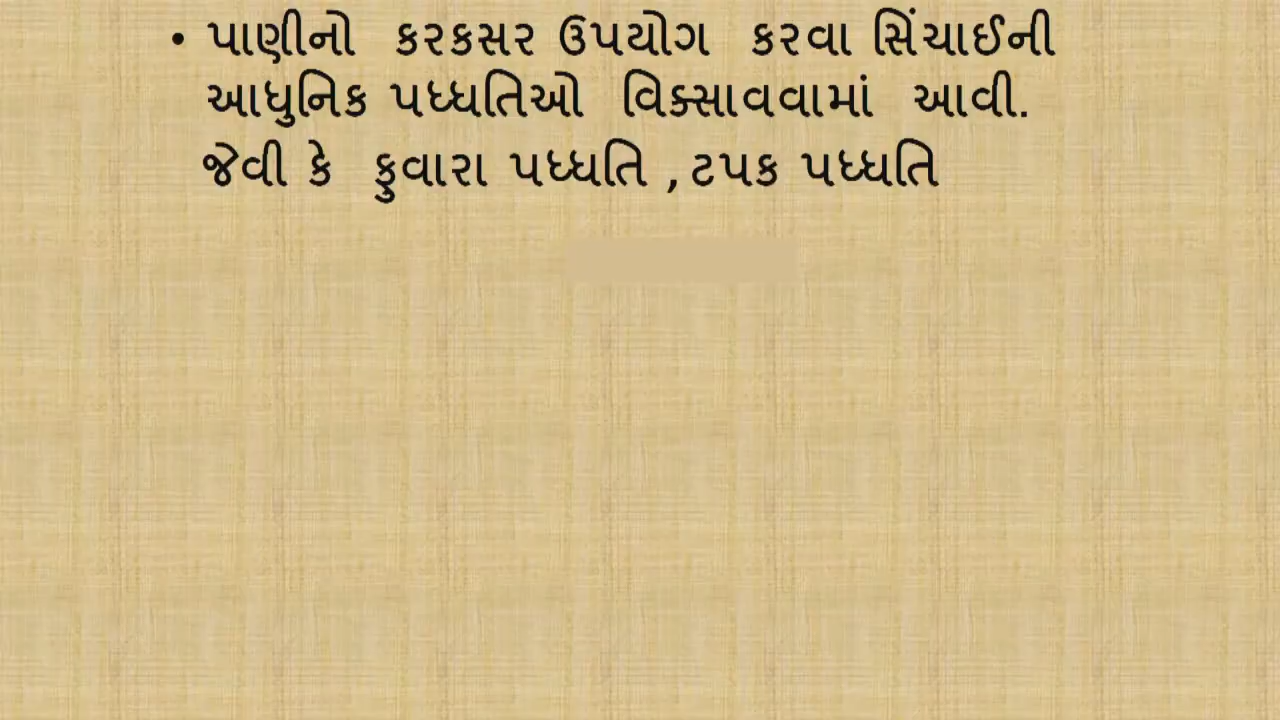 • પાણીનો કરકસર ઉપયોગ કરવા સિંચાઈની
આધુનિક પધ્ધતિઓ વિક્સાવવામાં આવી.
જેવી કે ફુવારા પધ્ધતિ , ટપક પધ્ધતિ